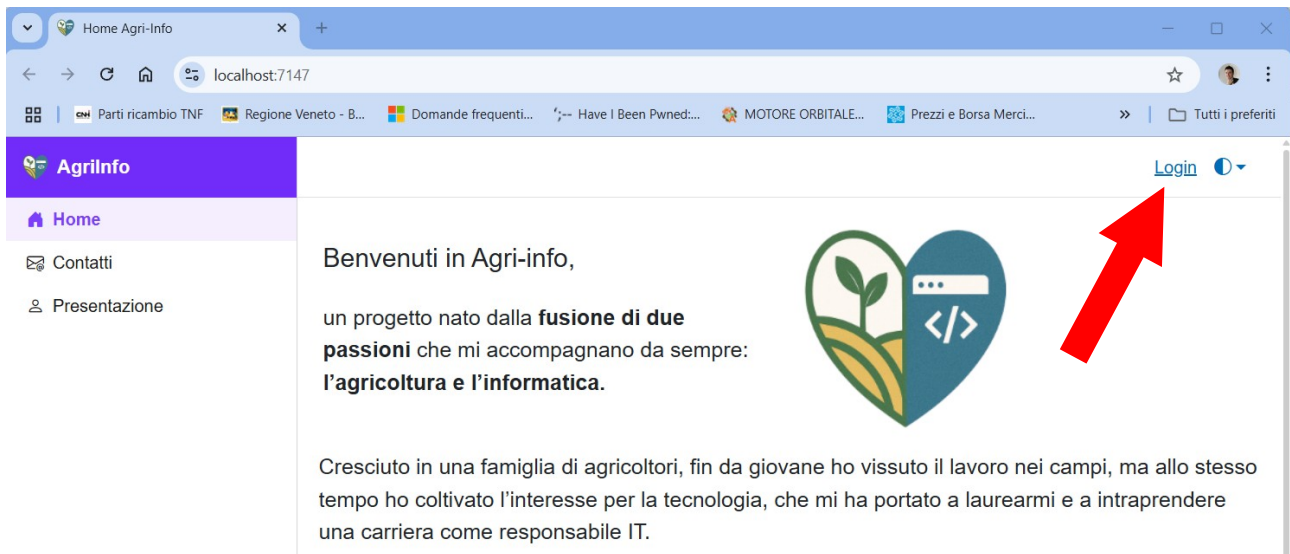 Home Agri-Info
localhost:7147
Parti ricambio TNF Regione Veneto - B... Domande frequenti... ';-- Have I Been Pwned:... MOTORE ORBITALE... Prezzi e Borsa Merci... » Tutti i preferiti
AgriInfo
Login
Home
Contatti
Presentazione
Benvenuti in Agri-info,
un progetto nato dalla fusione di due
passioni che mi accompagnano da sempre:
l’agricoltura e l’informatica.
</>
Cresciuto in una famiglia di agricoltori, fin da giovane ho vissuto il lavoro nei campi, ma allo stesso
tempo ho coltivato l’interesse per la tecnologia, che mi ha portato a laurearmi e a intraprendere
una carriera come responsabile IT.